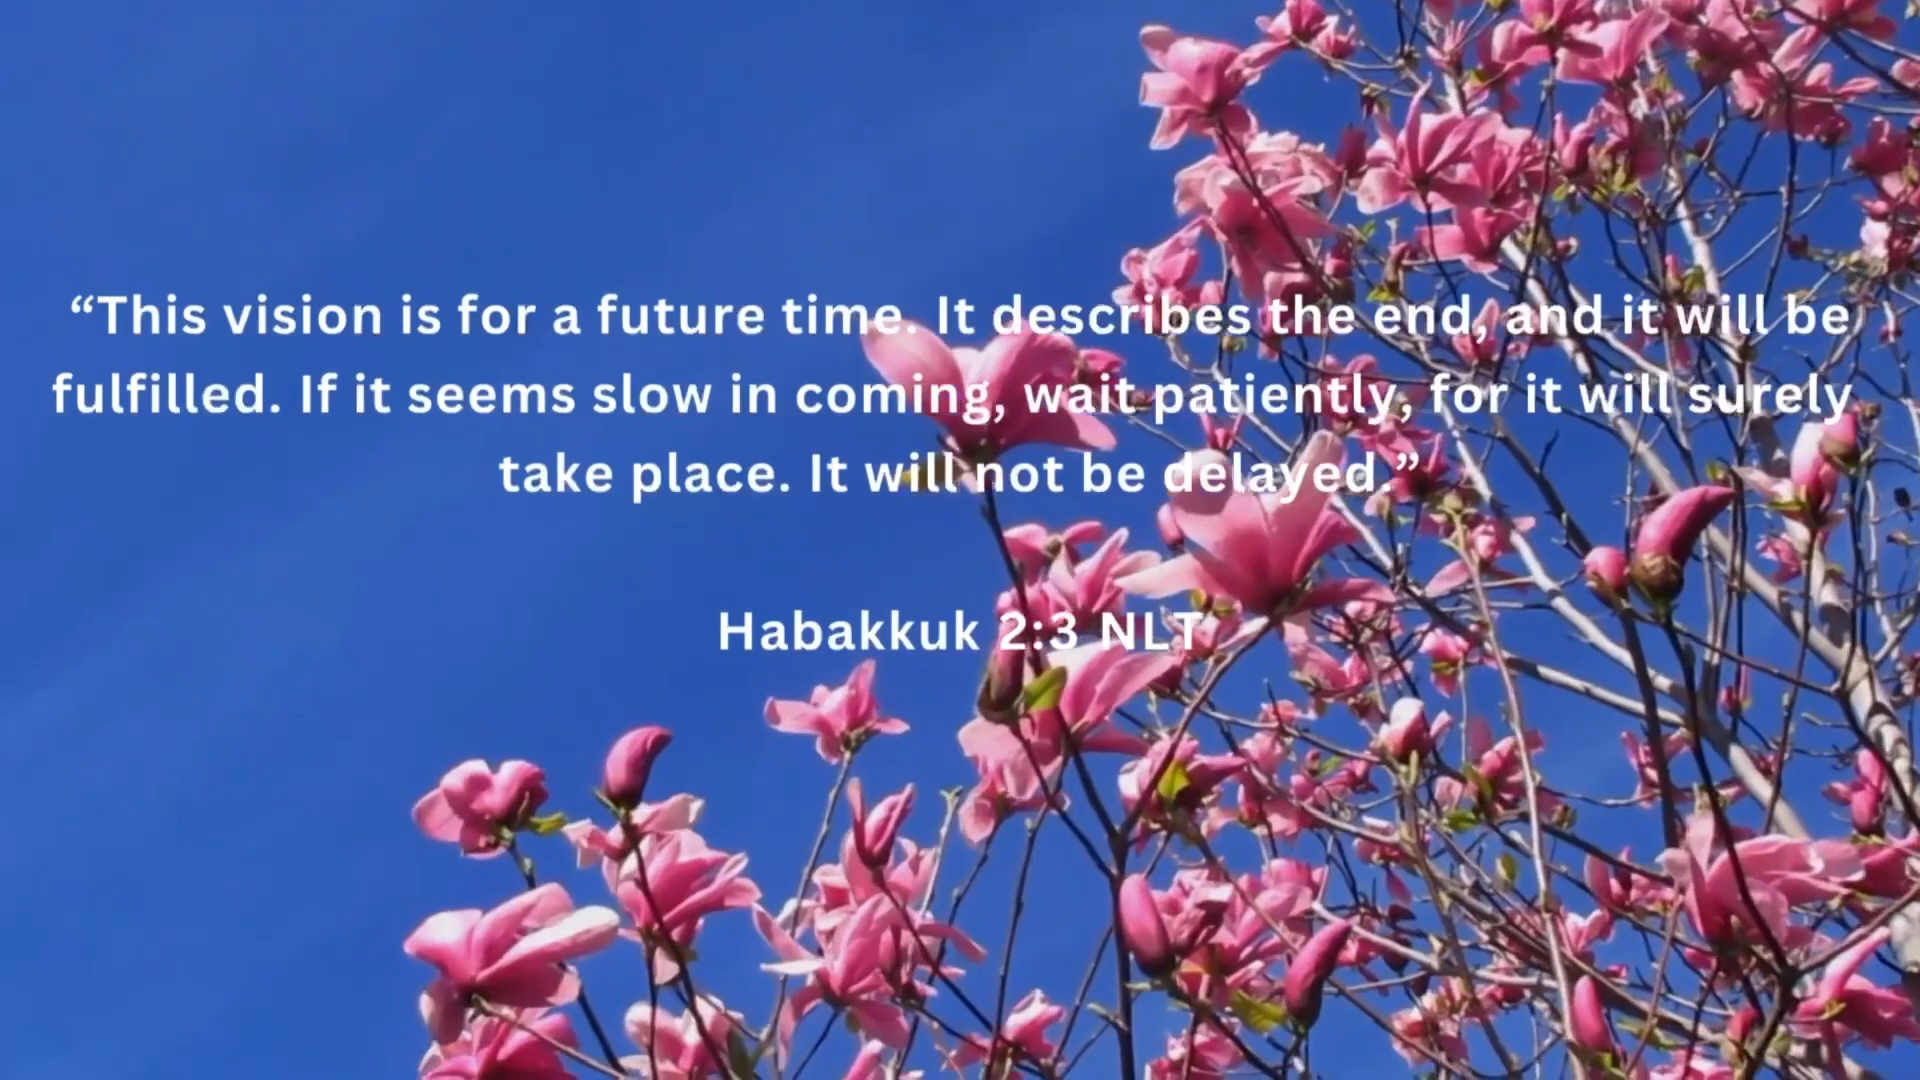 “This vision is for a future time. It describes the end, and it will be
fulfilled. If it seems slow in coming, wait patiently, for it will surely
take place. It will not be delayed.”
Habakkuk 2:3 NLT